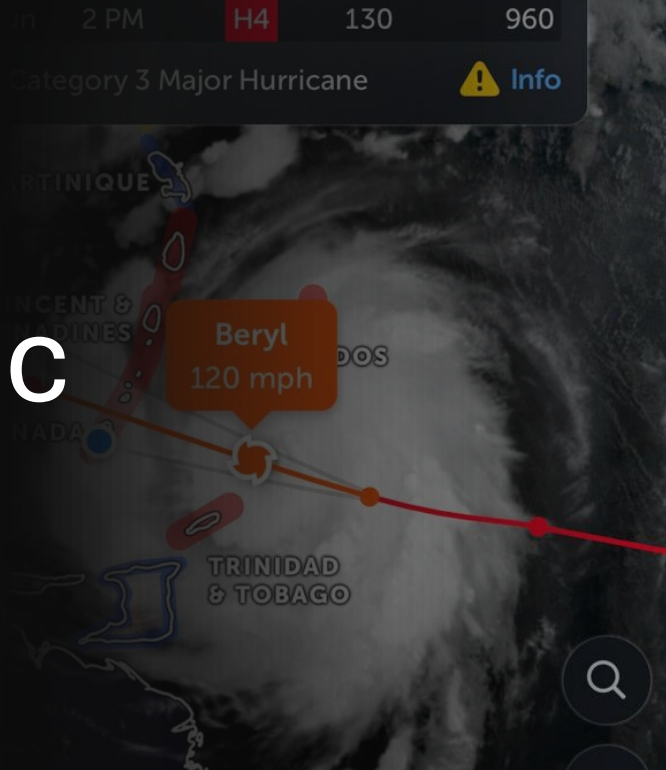 un 2 PM H4 130 960
Category 3 Major Hurricane Info
RTINIQUE
NCENT &
NADINES
Beryl
120 mph
DOS
C
NADA
TRINIDAD
& TOBAGO